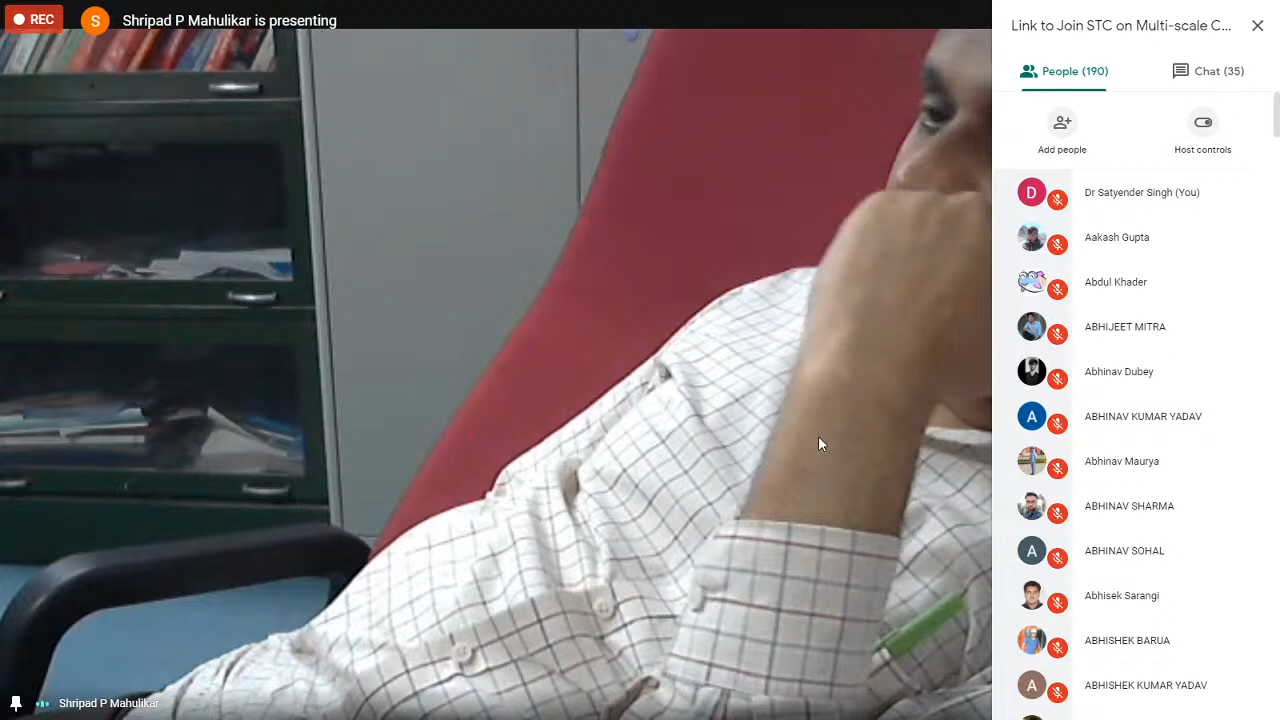 REC
S
Shripad P Mahulikar is presenting
Link to Join STC on Multi-scale C...
People (190)
Chat (35)
Add people
Host controls
D
Dr Satyender Singh (You)
Aakash Gupta
Abdul Khader
ABHIJEET MITRA
Abhinav Dubey
A
ABHINAV KUMAR YADAV
Abhinav Maurya
ABHINAV SHARMA
A
ABHINAV SOHAL
Abhisek Sarangi
ABHISHEK BARUA
A
ABHISHEK KUMAR YADAV
Shripad P Mahulikar